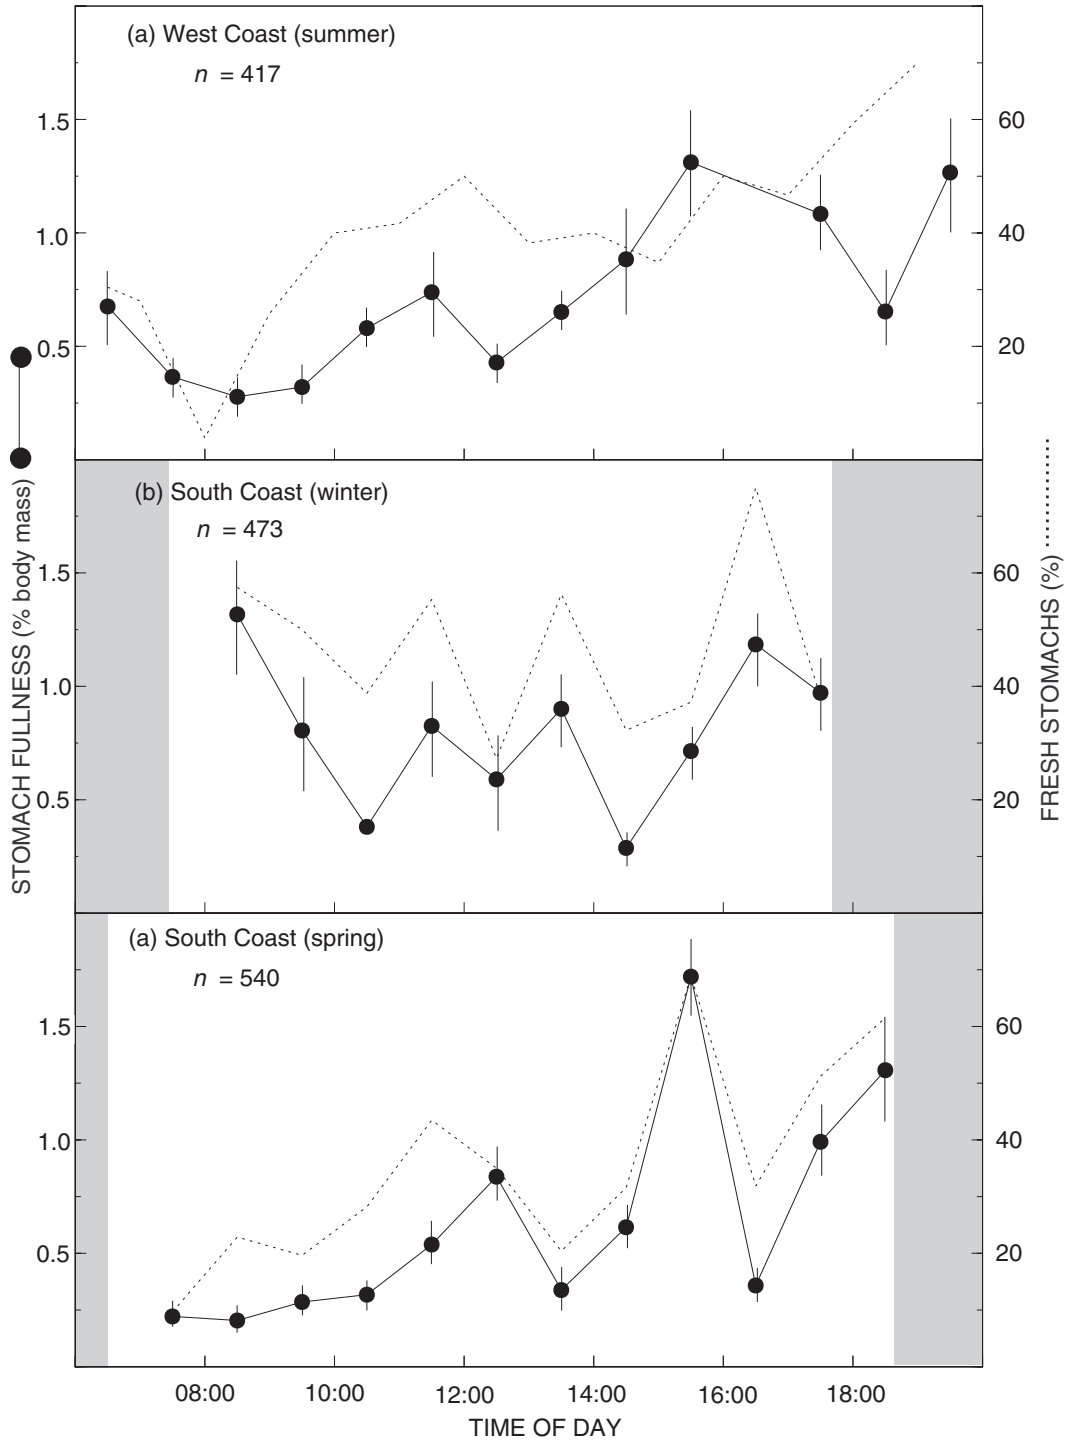 (a) West Coast (summer)
n = 417
1.5
1.0
0.5
60
40
20
(b) South Coast (winter)
n = 473
1.5
1.0
0.5
60
40
20
(a) South Coast (spring)
n = 540
1.5
1.0
0.5
60
40
20
08:00 10:00 12:00 14:00 16:00 18:00
TIME OF DAY
STOMACH FULLNESS (% body mass)
FRESH STOMACHS (%)